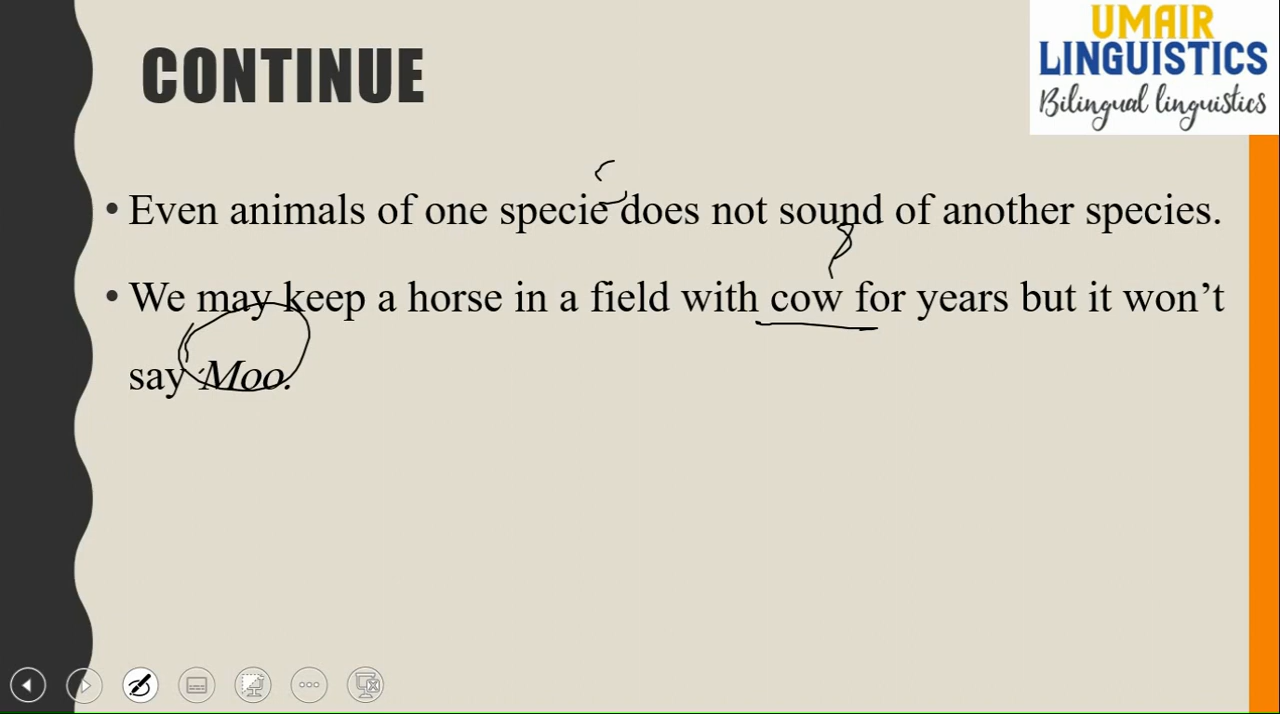 CONTINUE
UMAIR
LINGUISTICS
Bilingual linguistics
• Even animals of one specie does not sound of another species.
• We may keep a horse in a field with cow for years but it won’t
say ‘Moo.